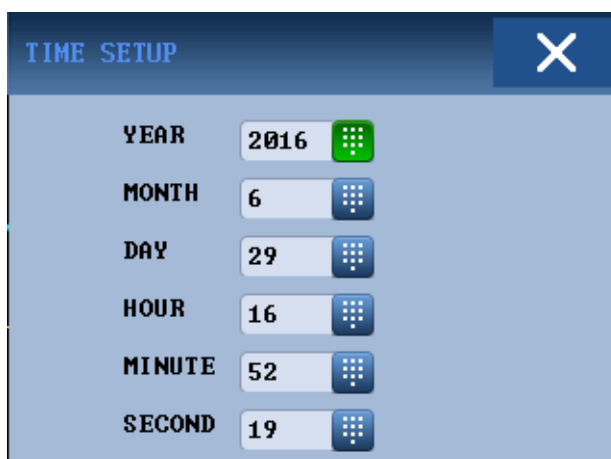 TIME SETUP
YEAR 2016
MONTH 6
DAY 29
HOUR 16
MINUTE 52
SECOND 19